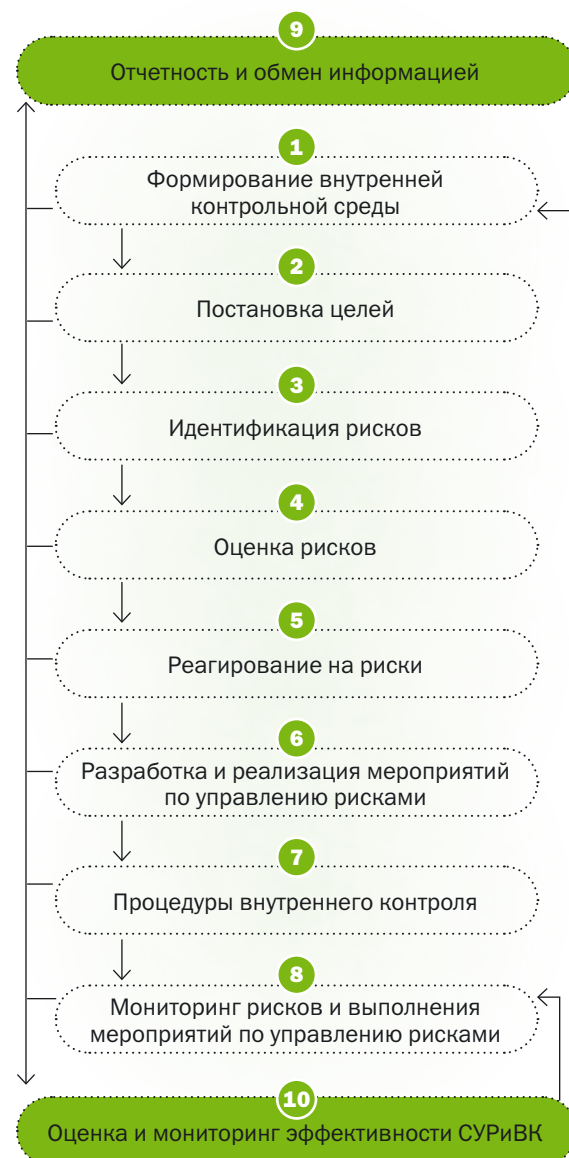 9
Отчетность и обмен информацией
1
Формирование внутренней
контрольной среды
2
Постановка целей
3
Идентификация рисков
4
Оценка рисков
5
Реагирование на риски
6
Разработка и реализация мероприятий
по управлению рисками
7
Процедуры внутреннего контроля
8
Мониторинг рисков и выполнения
мероприятий по управлению рисками
10
Оценка и мониторинг эффективности СУРиВК